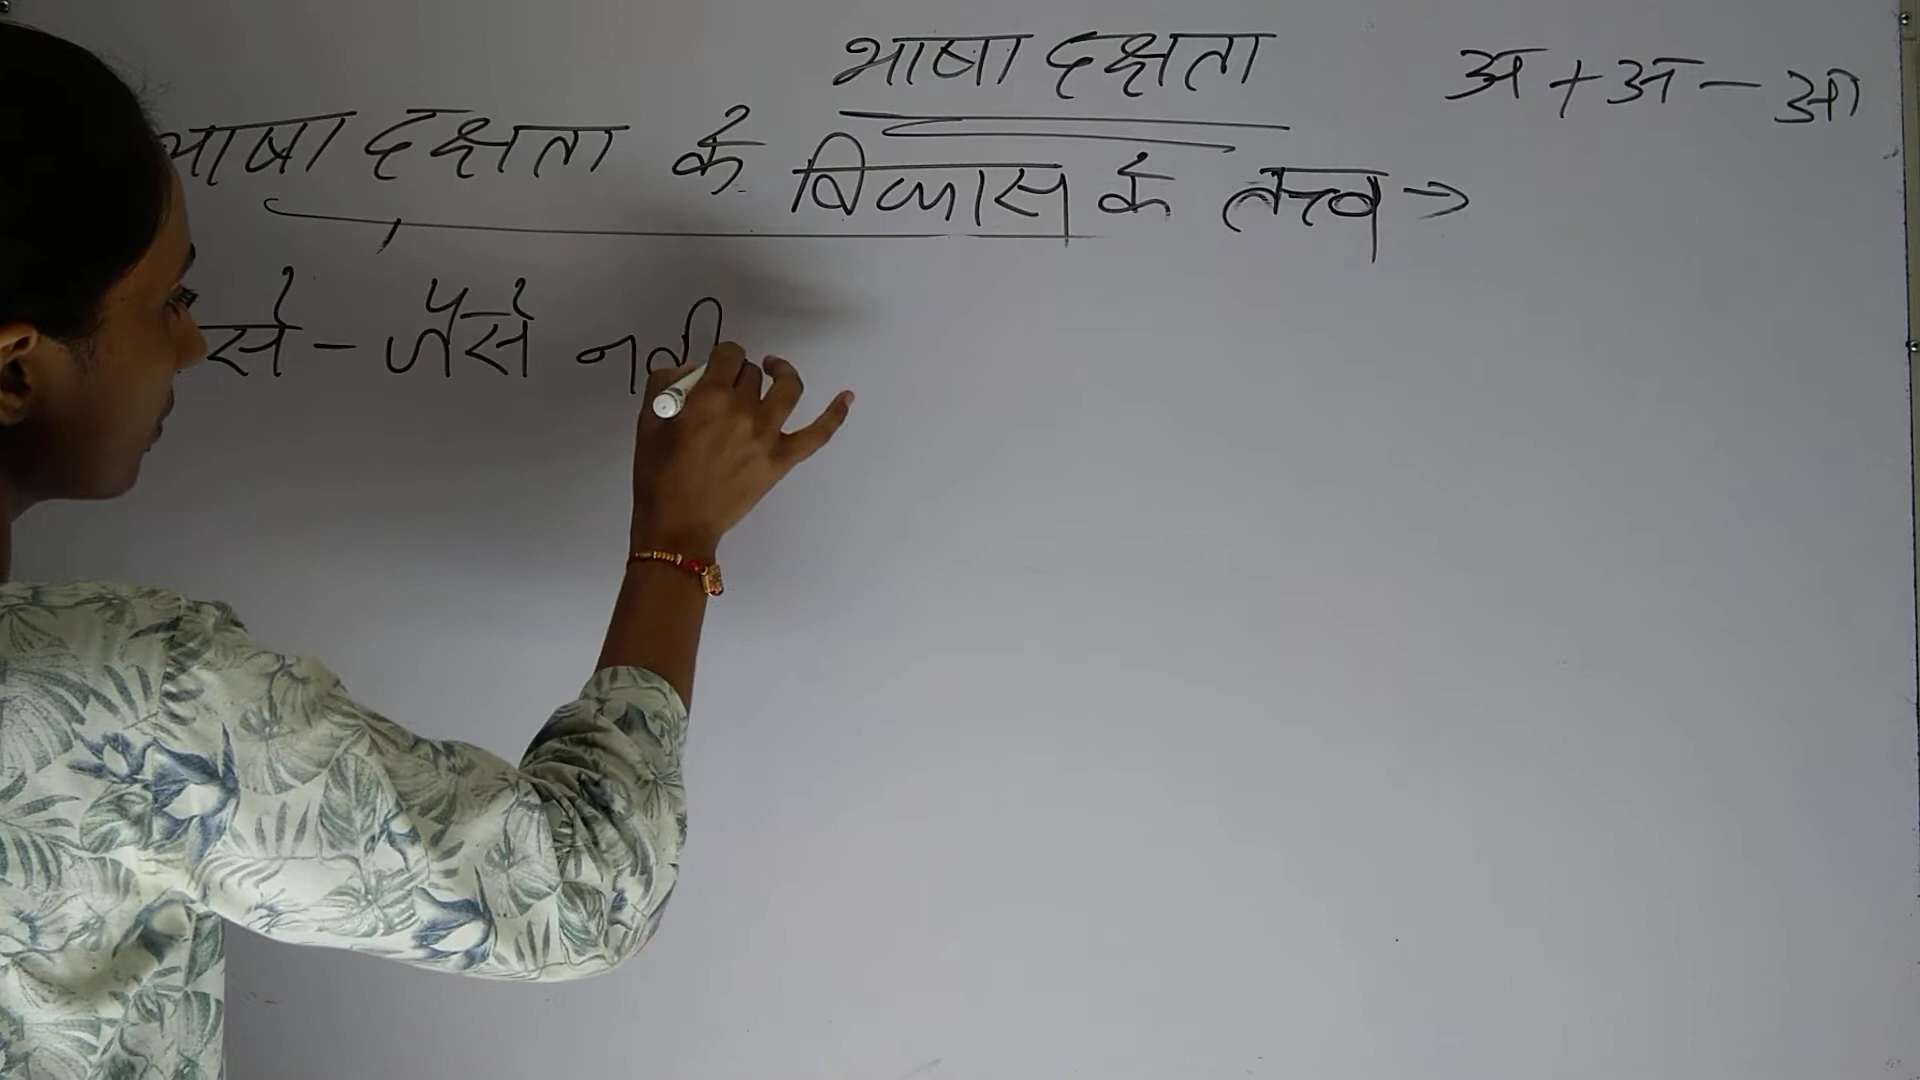 भाषा दक्षता
अ + अ - आ
भाषा दक्षता के विकास के तत्त्व →
से - जैसे